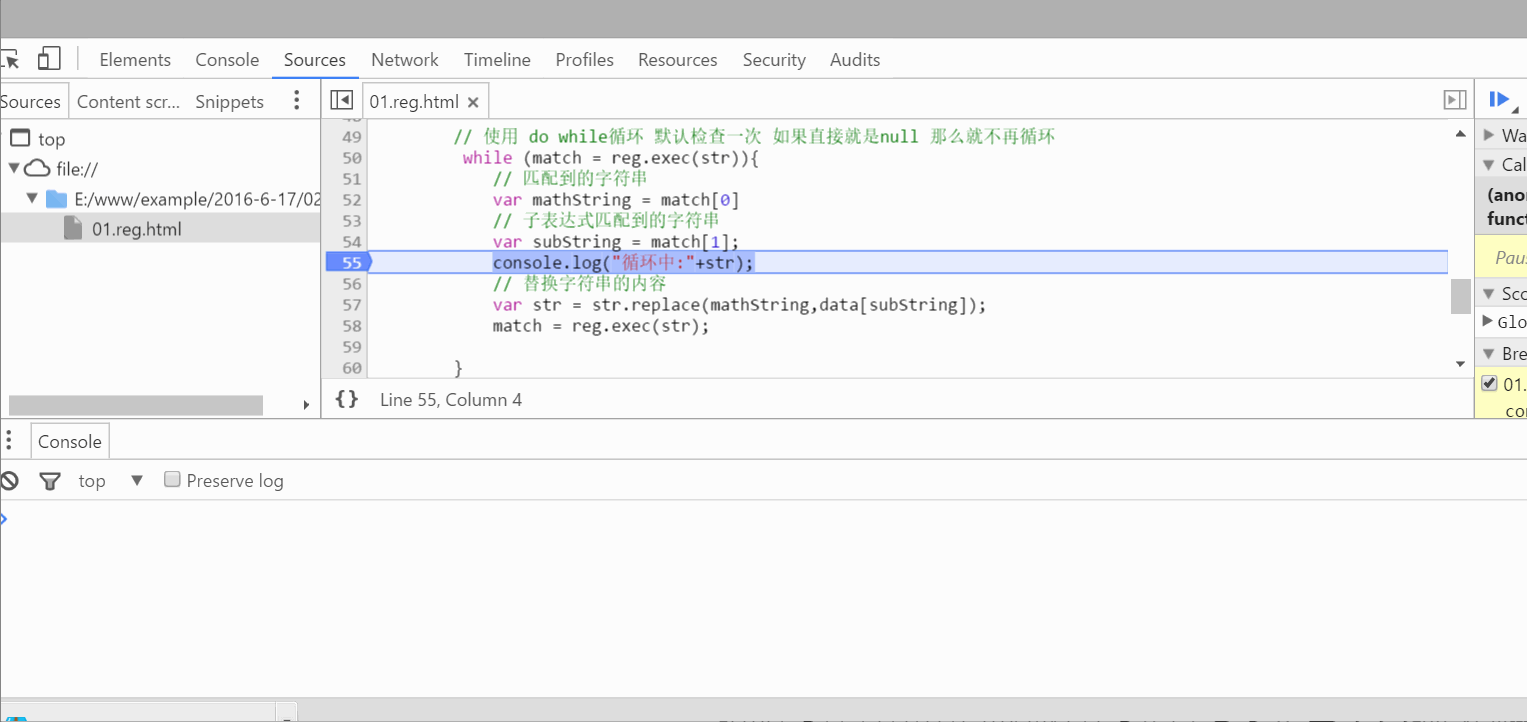 Elements Console Sources Network Timeline Profiles Resources Security Audits
Sources Content scr... Snippets
01.reg.html
top
file://
E:/www/example/2016-6-17/02
01.reg.html
49 // 使用 do while循环 默认检查一次 如果直接就是null 那么就不再循环
50 while (match = reg.exec(str)){
51 // 匹配到的字符串
52 var mathString = match[0]
53 // 子表达式匹配到的字符串
54 var subString = match[1];
55 console.log("循环中:"+str);
56 // 替换字符串的内容
57 var str = str.replace(mathString,data[subString]);
58 match = reg.exec(str);
59
60 }
{} Line 55, Column 4
Wa
Cal
(anon
funct
Paus
Sco
Glo
Bre
01.
con
Console
top Preserve log